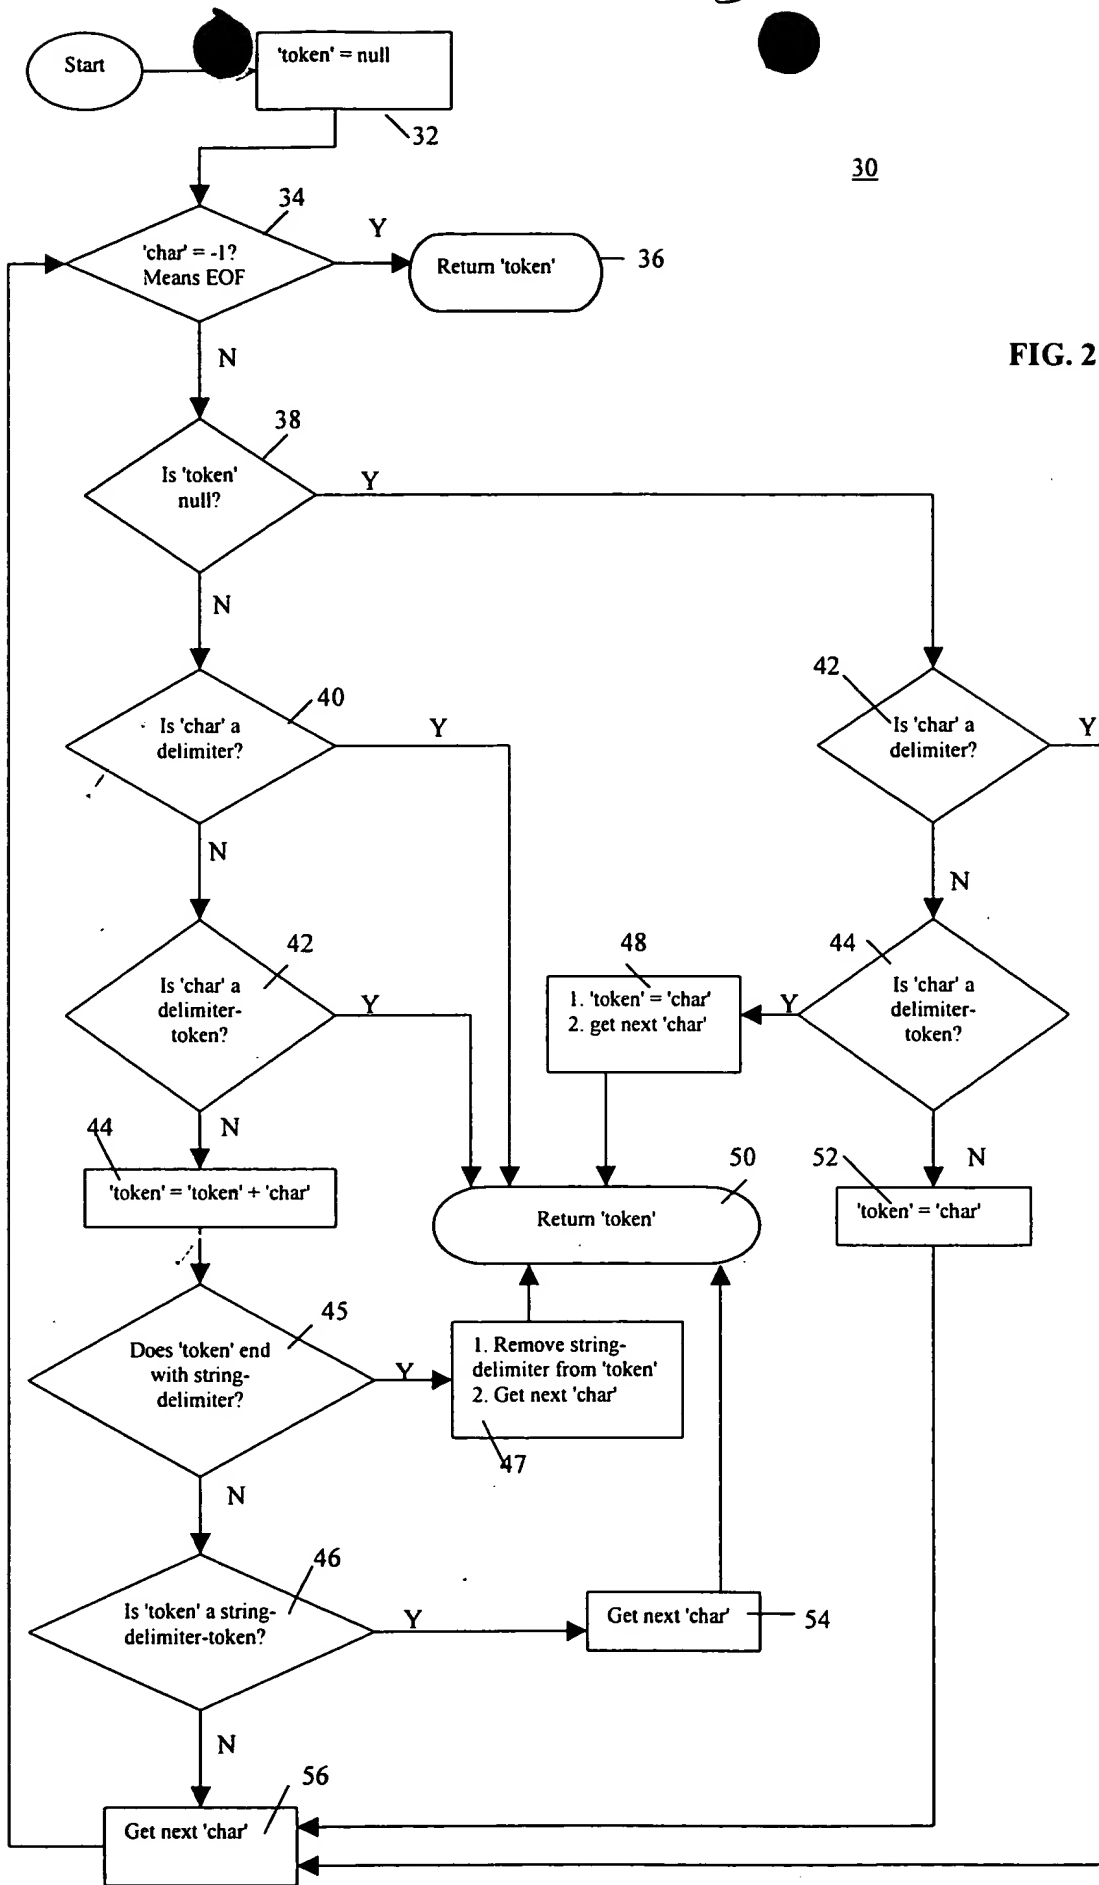 Start
'token' = null
32
30
34
'char' = -1?
Means EOF
Y
Return 'token'
36
N
FIG. 2
38
Is 'token'
null?
Y
N
40
Is 'char' a
delimiter?
Y
42
Is 'char' a
delimiter?
Y
N
N
42
Is 'char' a
delimiter-
token?
Y
48
1. 'token' = 'char'
2. get next 'char'
Y
44
Is 'char' a
delimiter-
token?
N
44
'token' = 'token' + 'char'
50
Return 'token'
N
52
'token' = 'char'
45
Does 'token' end
with string-
delimiter?
Y
1. Remove string-
delimiter from 'token'
2. Get next 'char'
47
N
46
Is 'token' a string-
delimiter-token?
Y
Get next 'char'
54
N
56
Get next 'char'